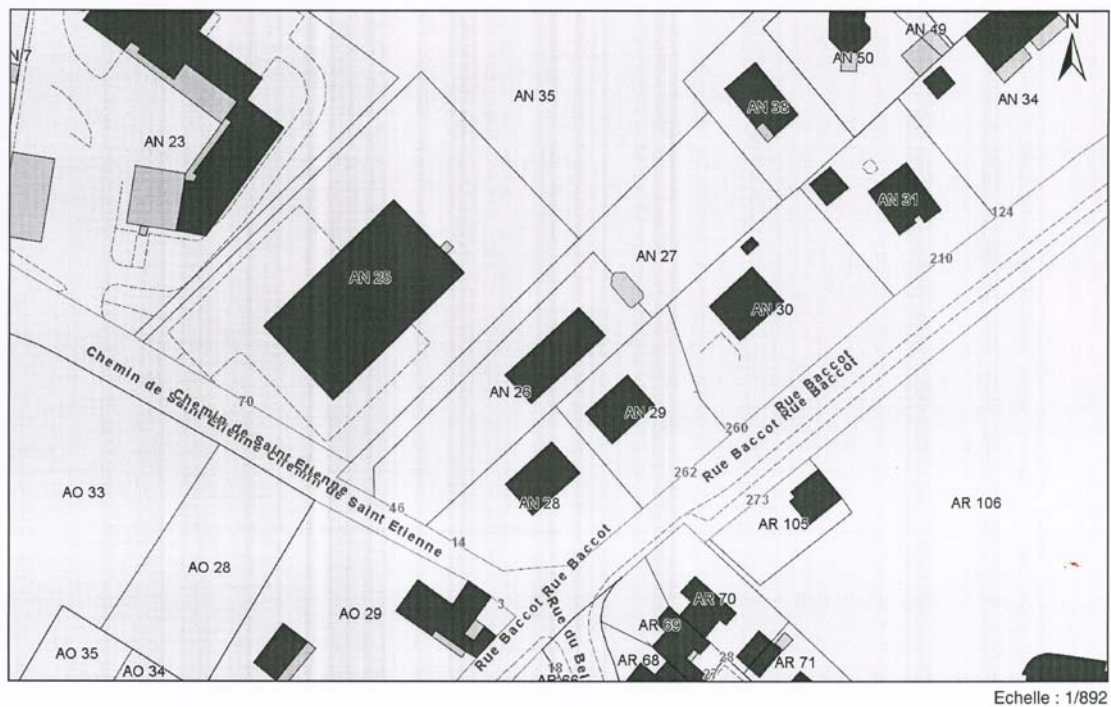 N
AN 49
AN 50
AN 35
AN 34
AN 38
AN 23
AN 31
124
AN 27
210
AN 25
AN 30
Rue Baccot
Rue Baccot Rue Baccot
Chemin de Saint Etienne
Chemin de Saint Etienne Chemin de Saint Etienne
70
AN 26
AN 29
260
262
273
AO 33
46
AN 28
AR 105
AR 106
14
Rue Baccot Rue Baccot
AO 28
3
AO 29
Rue du Bel
AR 70
AR 69
AO 35
AO 34
18
AR 68
28
27
AR 71
Echelle : 1/892